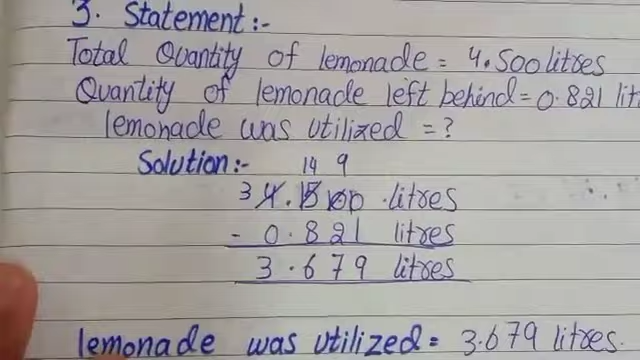 3. Statement:-
Total Quantity of lemonade = 4.500 litres
Quantity of lemonade left behind = 0.821 lit
lemonade was utilized = ?
Solution:- 14 9
3 4.500 litres
- 0.821 litres
3.679 litres
lemonade was utilized = 3.679 litres.